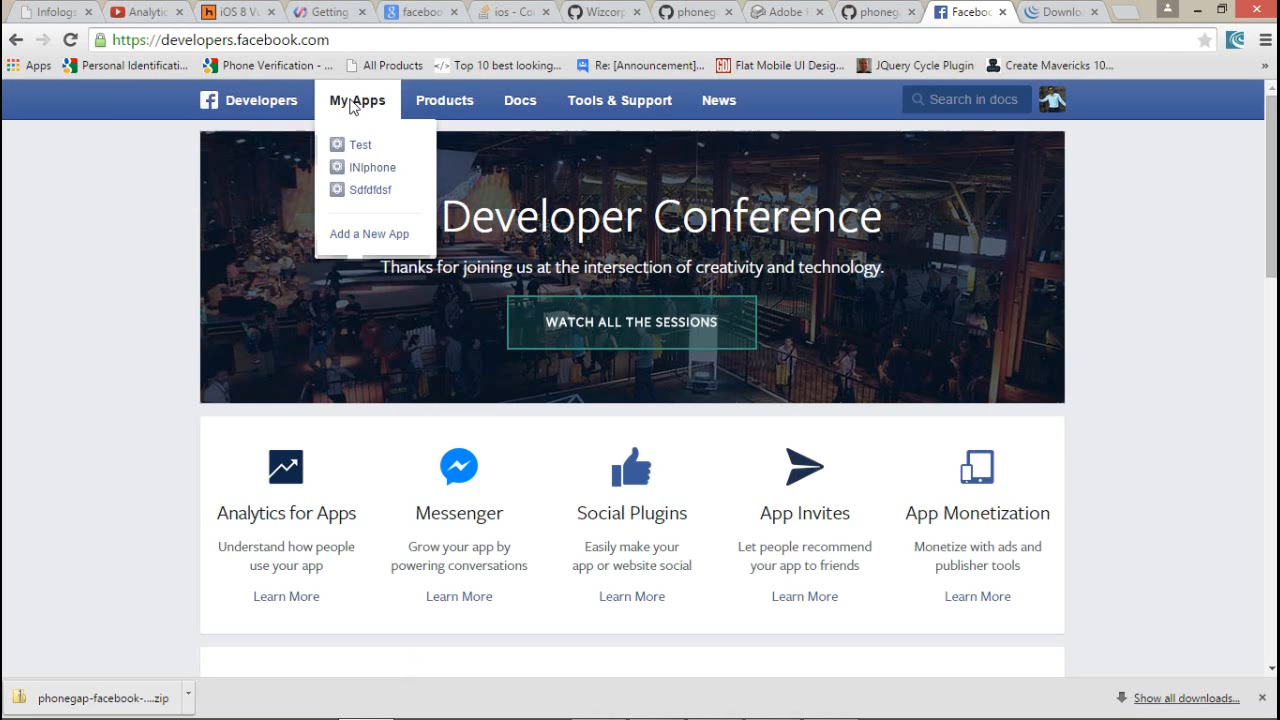 Infologs
Analytic
iOS 8 Vi
Getting
faceboo
ios - Co
Wizcorp
phoneg
Adobe
phoneg
Faceboo
Downlo
https://developers.facebook.com
Apps
Personal Identificati...
Phone Verification - ...
All Products
Top 10 best looking...
Re: [Announcement]...
Flat Mobile UI Design...
JQuery Cycle Plugin
Create Mavericks 10...
»
Developers
My Apps
Products
Docs
Tools & Support
News
Search in docs
Test
INIphone
Sdfdfdsf
Add a New App
Developer Conference
Thanks for joining us at the intersection of creativity and technology.
WATCH ALL THE SESSIONS
Analytics for Apps
Understand how people
use your app
Learn More
Messenger
Grow your app by
powering conversations
Learn More
Social Plugins
Easily make your
app or website social
Learn More
App Invites
Let people recommend
your app to friends
Learn More
App Monetization
Monetize with ads and
publisher tools
Learn More
phonegap-facebook-....zip
Show all downloads...